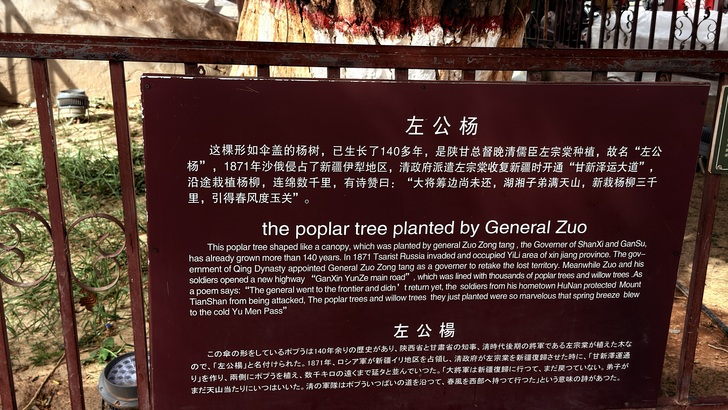 左公杨
这棵形如伞盖的杨树，已生长了140多年，是陕甘总督晚清儒臣左宗棠种植，故名“左公
杨”，1871年沙俄侵占了新疆伊犁地区，清政府派遣左宗棠收复新疆时开通“甘新泽运大道”，
沿途栽植杨柳，连绵数千里，有诗赞曰：“大将筹边尚未还，湖湘子弟满天山，新栽杨柳三千
里，引得春风度玉关”。
the poplar tree planted by General Zuo
This poplar tree shaped like a canopy, which was planted by general Zuo Zong tang , the Governor of ShanXi and GanSu,
has already grown more than 140 years. In 1871 Tsarist Russia invaded and occupied YiLi area of xin jiang province. The gov-
ernment of Qing Dynasty appointed General Zuo Zong tang as a governor to retake the lost territory. Meanwhile Zuo and his
soldiers opened a new highway “GanXin YunZe main road”, which was lined with thousands of poplar trees and willow trees .As
a poem says: “The general went to the frontier and didn’t return yet, the soldiers from his hometown HuNan protected Mount
TianShan from being attacked, The poplar trees and willow trees they just planted were so marvelous that spring breeze blew
to the cold Yu Men Pass”
左公楊
この傘の形をしているポプラは140年余りの歴史があり、陝西省と甘粛省の知事、清時代後期の将軍である左宗棠が植えた木な
ので、「左公楊」と名付けられた。1871年、ロシア軍が新疆イリ地区を占領し、清政府が左宗棠を新疆復帰させた時に、「甘新澤運通
り」を作り、兩側にポプラを植え、数千キロの遠くまで延々と並んでいつた。「大將軍は新疆復帰に行つて、まだ戻つていない。弟子が
まだ天山当たりにいつはいいた。清の軍隊はポプラいつぱいの道を沿つて、春風を西部へ持つて行つた」という意味の詩があつた。